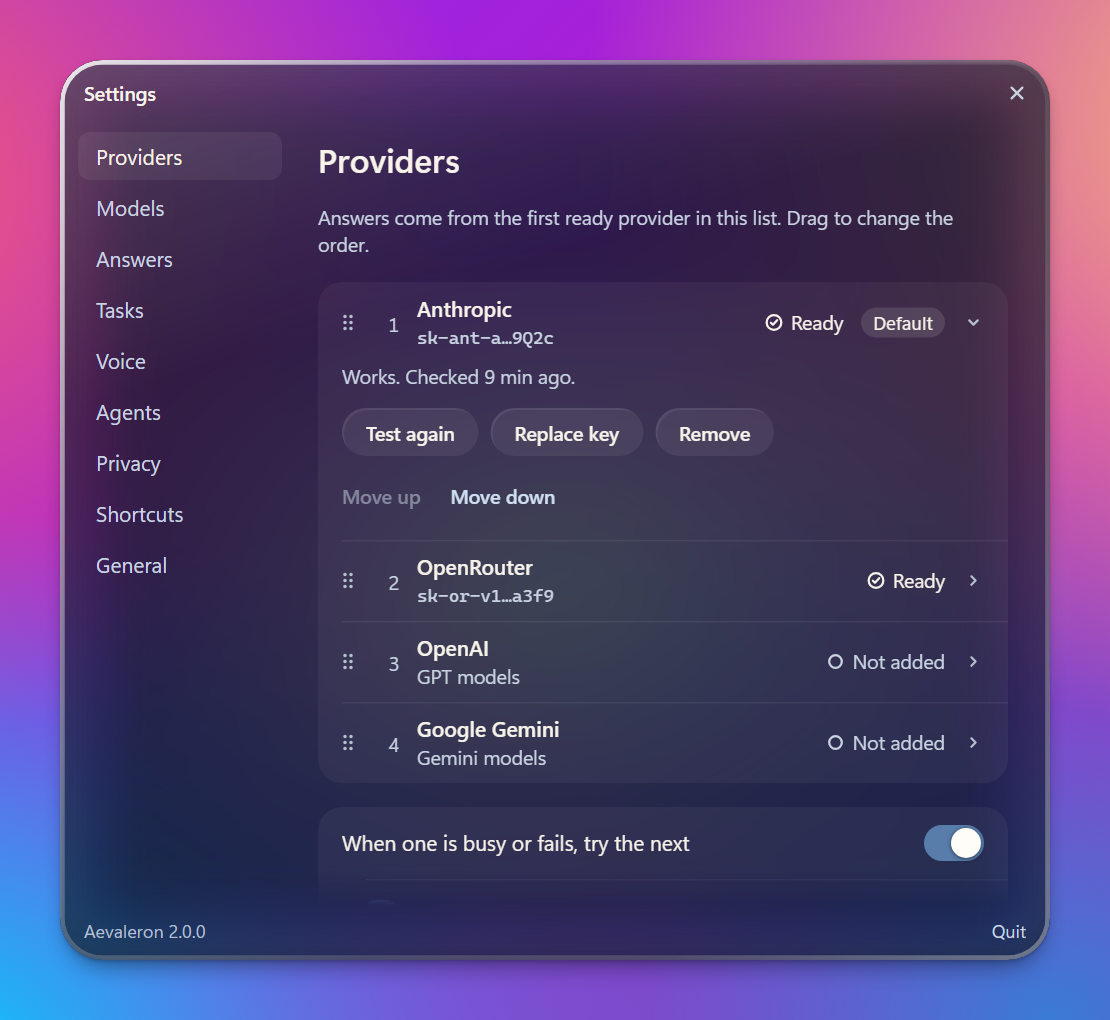 Settings
Providers
Models
Answers
Tasks
Voice
Agents
Privacy
Shortcuts
General
Providers
Answers come from the first ready provider in this list. Drag to change the
order.
1
Anthropic
sk-ant-a…9Q2c
Ready
Default
Works. Checked 9 min ago.
Test again
Replace key
Remove
Move up
Move down
2
OpenRouter
sk-or-v1…a3f9
Ready
3
OpenAI
GPT models
Not added
4
Google Gemini
Gemini models
Not added
When one is busy or fails, try the next
Aevaleron 2.0.0
Quit